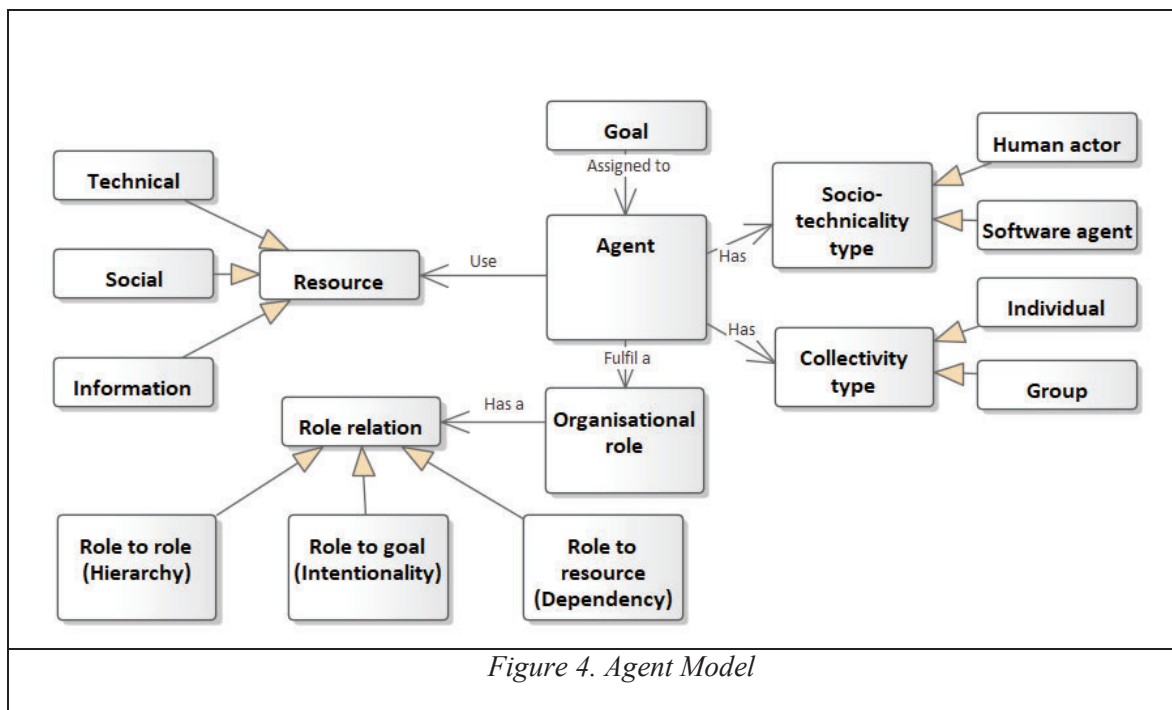 Goal
Assigned to
Human actor
Technical
Socio-
technicality
type
Software agent
Agent
Has
Social
Resource
Use
Individual
Has
Collectivity
type
Fulfil a
Information
Group
Role relation
Has a
Organisational
role
Role to role
(Hierarchy)
Role to goal
(Intentionality)
Role to
resource
(Dependency)
Figure 4. Agent Model